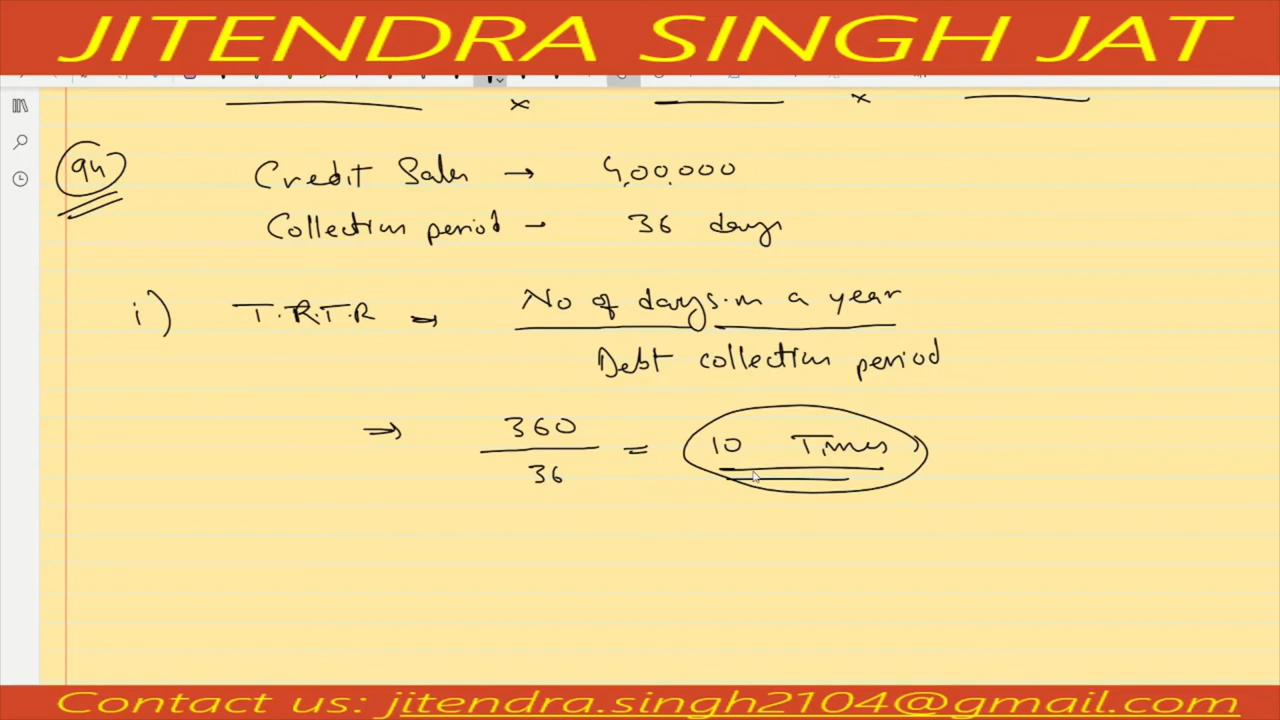 JITENDRA SINGH JAT
x x
94 Credit Sales → 4,00,000
Collection period - 36 days
i) T.R.T.R → No of days in a year
Debt collection period
⇒ 360
36 = 10 Times
Contact us: jitendra.singh2104@gmail.com